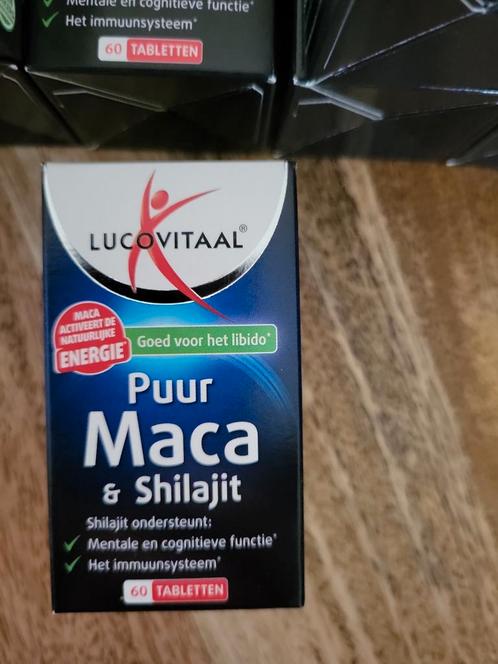 Mentale en cognitieve functie*
✓ Het immuunsysteem*
60 TABLETTEN
LUCOVITAAL®
MACA
ACTIVEERT DE
NATUURLIJKE
ENERGIE*
Goed voor het libido*
Puur
Maca
& Shilajit
Shilajit ondersteunt:
✓ Mentale en cognitieve functie*
✓ Het immuunsysteem*
60 TABLETTEN